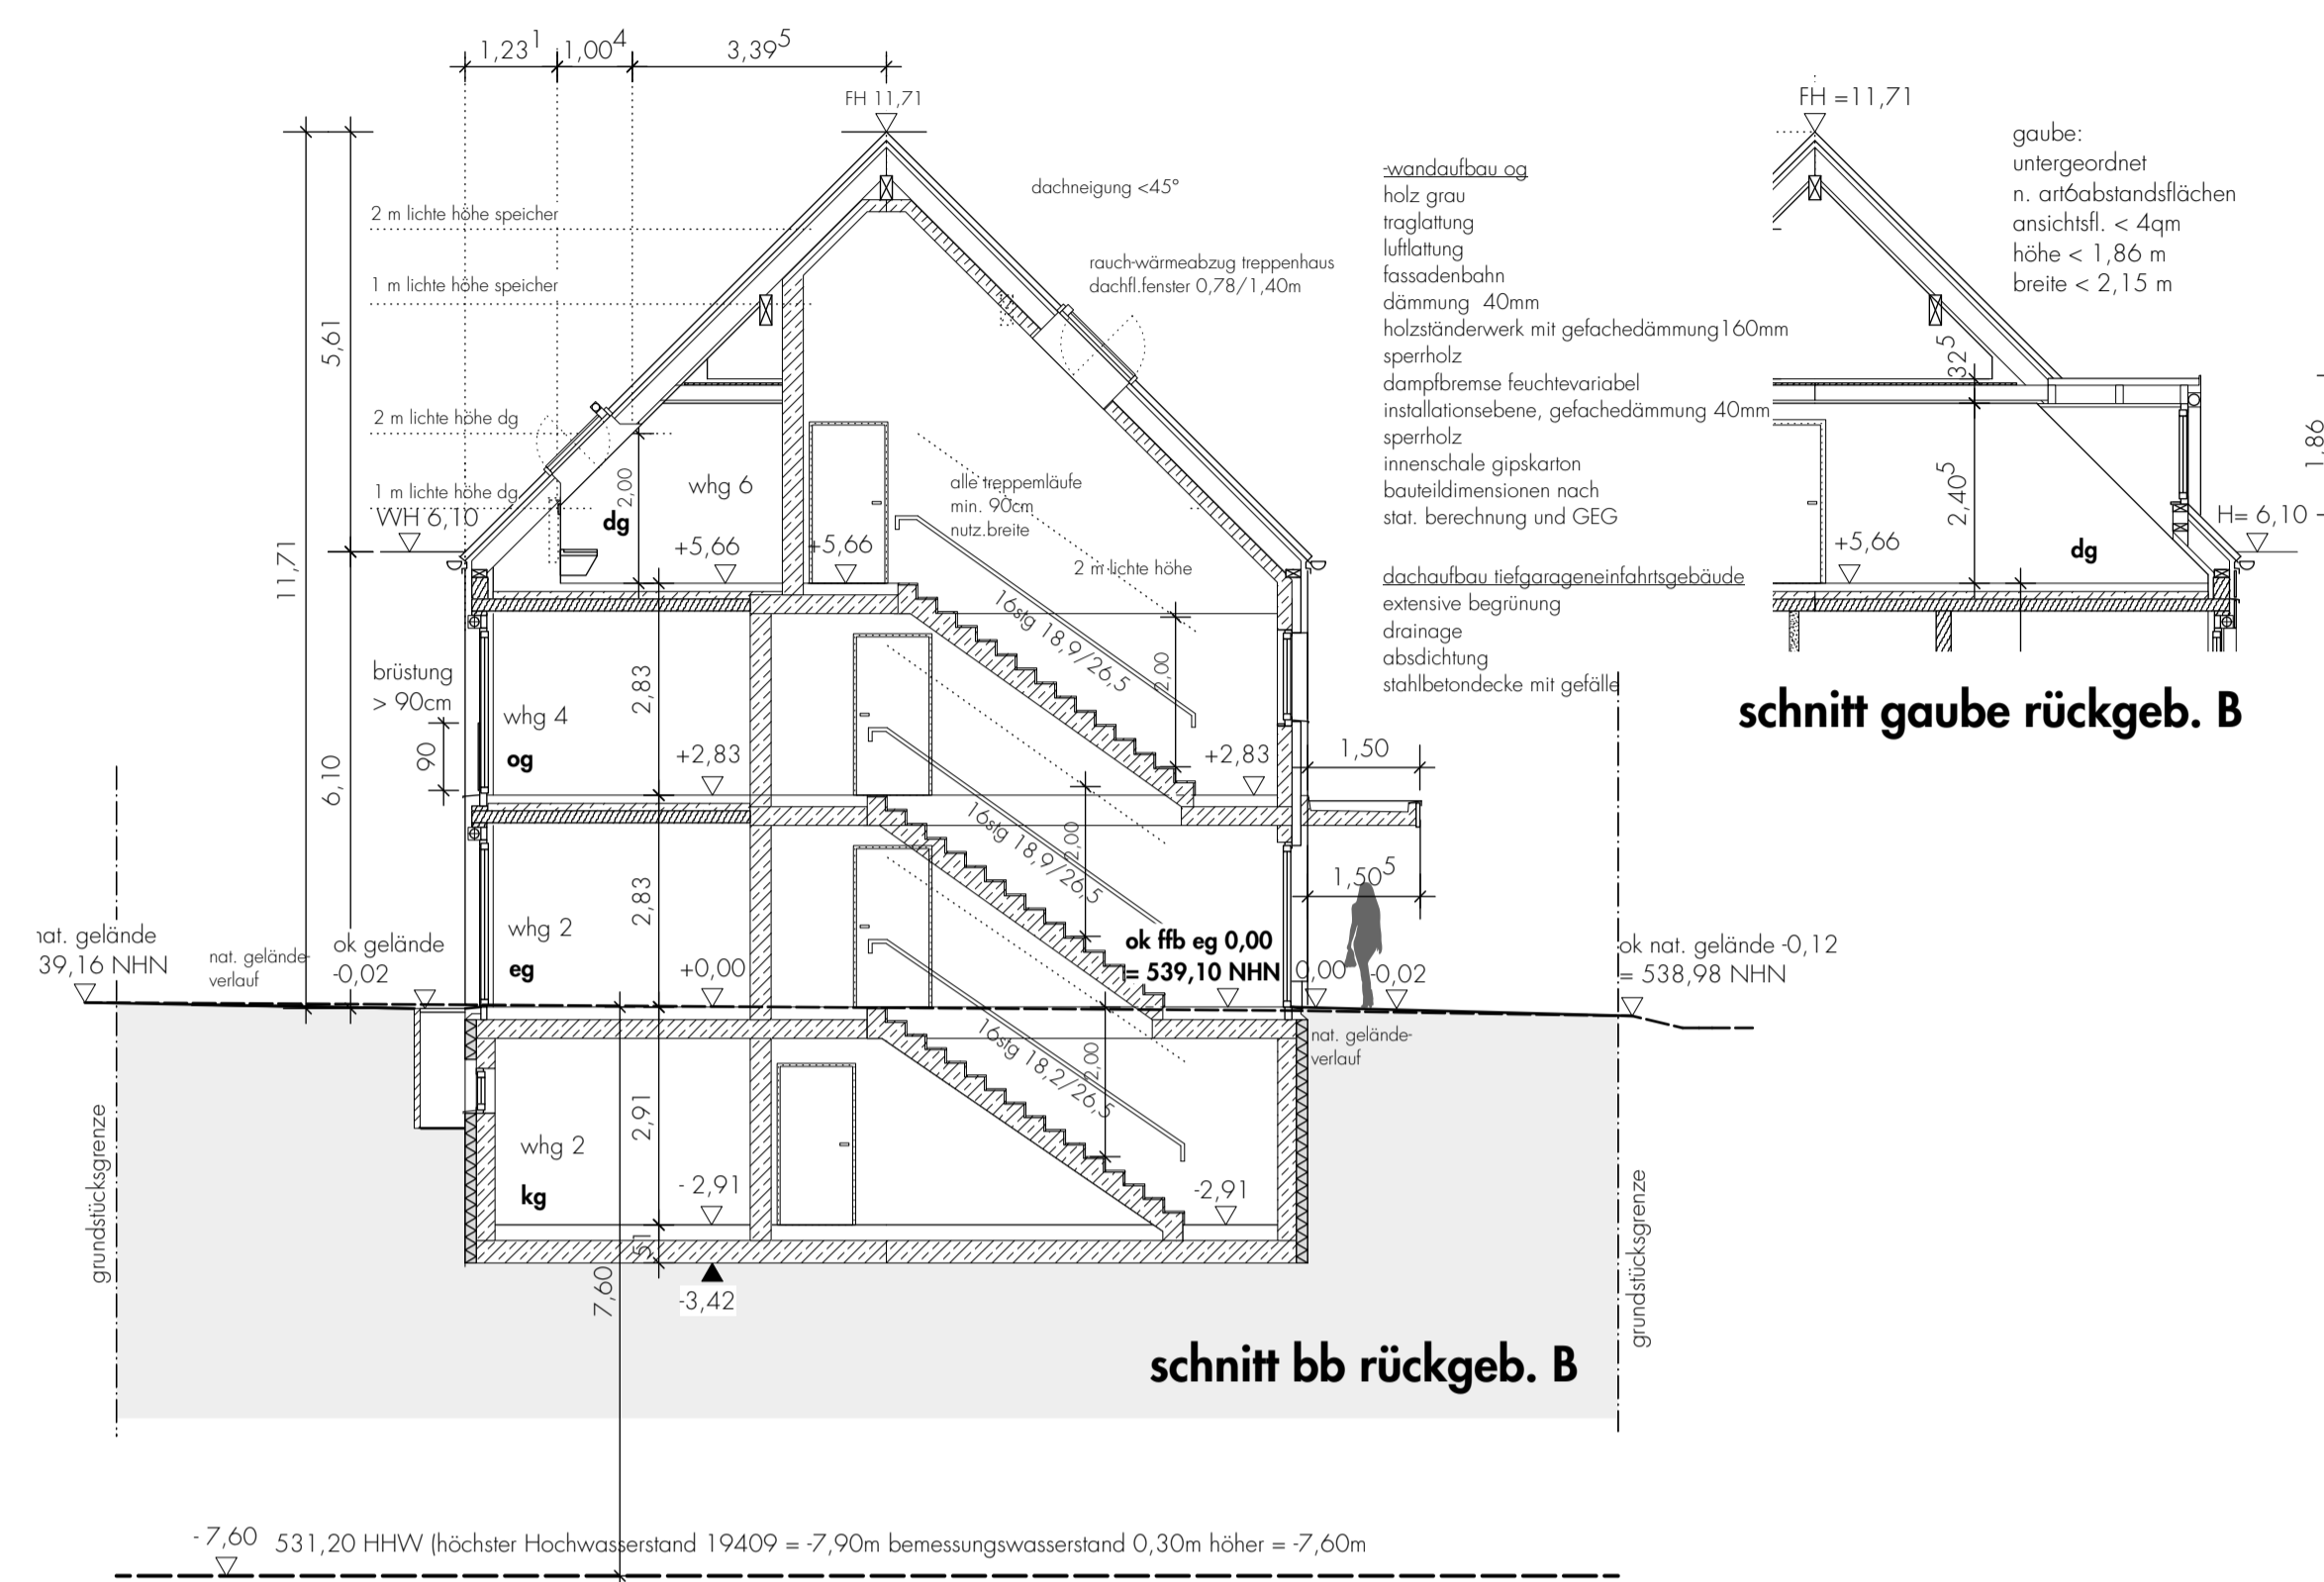 1,23¹ 1,00⁴ 3,39⁵
FH 11,71
FH =11,71
5,61
11,71
6,10
2 m lichte höhe speicher
1 m lichte höhe speicher
2 m lichte höhe dg
1 m lichte höhe dg
WH 6,10
dachneigung <45°
rauch-wärmeabzug treppenhaus
dachfl.fenster 0,78/1,40m
whg 6
dg
2,00
+5,66
+5,66
alle treppemläufe
min. 90cm
nutz.breite
2 m lichte höhe
16stg 18,9/26,5
2,00
-wandaufbau og
holz grau
traglattung
luftlattung
fassadenbahn
dämmung 40mm
holzständerwerk mit gefachedämmung160mm
sperrholz
dampfbremse feuchtevariabel
installationsebene, gefachedämmung 40mm
sperrholz
innenschale gipskarton
bauteildimensionen nach
stat. berechnung und GEG
dachaufbau tiefgarageneinfahrtsgebäude
extensive begrünung
drainage
absdichtung
stahlbetondecke mit gefälle
gaube:
untergeordnet
n. art6abstandsflächen
ansichtsfl. < 4qm
höhe < 1,86 m
breite < 2,15 m
32⁵
2,40⁵
1,86
H= 6,10
+5,66
dg
schnitt gaube rückgeb. B
brüstung
> 90cm
90
whg 4
og
2,83
+2,83
+2,83
1,50
16stg 18,9/26,5
2,00
1,50⁵
whg 2
eg
2,83
+0,00
ok ffb eg 0,00
= 539,10 NHN
0,00
-0,02
nat. gelände
39,16 NHN
nat. gelände-
verlauf
ok gelände
-0,02
ok nat. gelände -0,12
= 538,98 NHN
nat. gelände-
verlauf
16stg 18,2/26,5
2,00
whg 2
kg
2,91
- 2,91
-2,91
51
7,60
-3,42
grundstücksgrenze
grundstücksgrenze
schnitt bb rückgeb. B
- 7,60 531,20 HHW (höchster Hochwasserstand 19409 = -7,90m bemessungswasserstand 0,30m höher = -7,60m